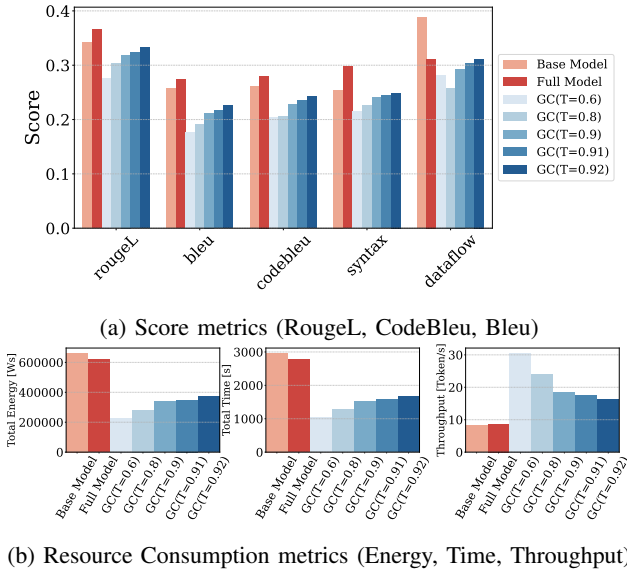 0.4
0.3
0.2
0.1
0.0
Score
rougeL
bleu
codebleu
syntax
dataflow
Base Model
Full Model
GC(T=0.6)
GC(T=0.8)
GC(T=0.9)
GC(T=0.91)
GC(T=0.92)
(a) Score metrics (RougeL, CodeBleu, Bleu)
Total Energy [Ws]
600000
400000
200000
0
Base Model
Full Model
GC(T=0.6)
GC(T=0.8)
GC(T=0.9)
GC(T=0.91)
GC(T=0.92)
Total Time [s]
3000
2000
1000
0
Base Model
Full Model
GC(T=0.6)
GC(T=0.8)
GC(T=0.9)
GC(T=0.91)
GC(T=0.92)
Throughput [Token/s]
30
20
10
0
Base Model
Full Model
GC(T=0.6)
GC(T=0.8)
GC(T=0.9)
GC(T=0.91)
GC(T=0.92)
(b) Resource Consumption metrics (Energy, Time, Throughput)